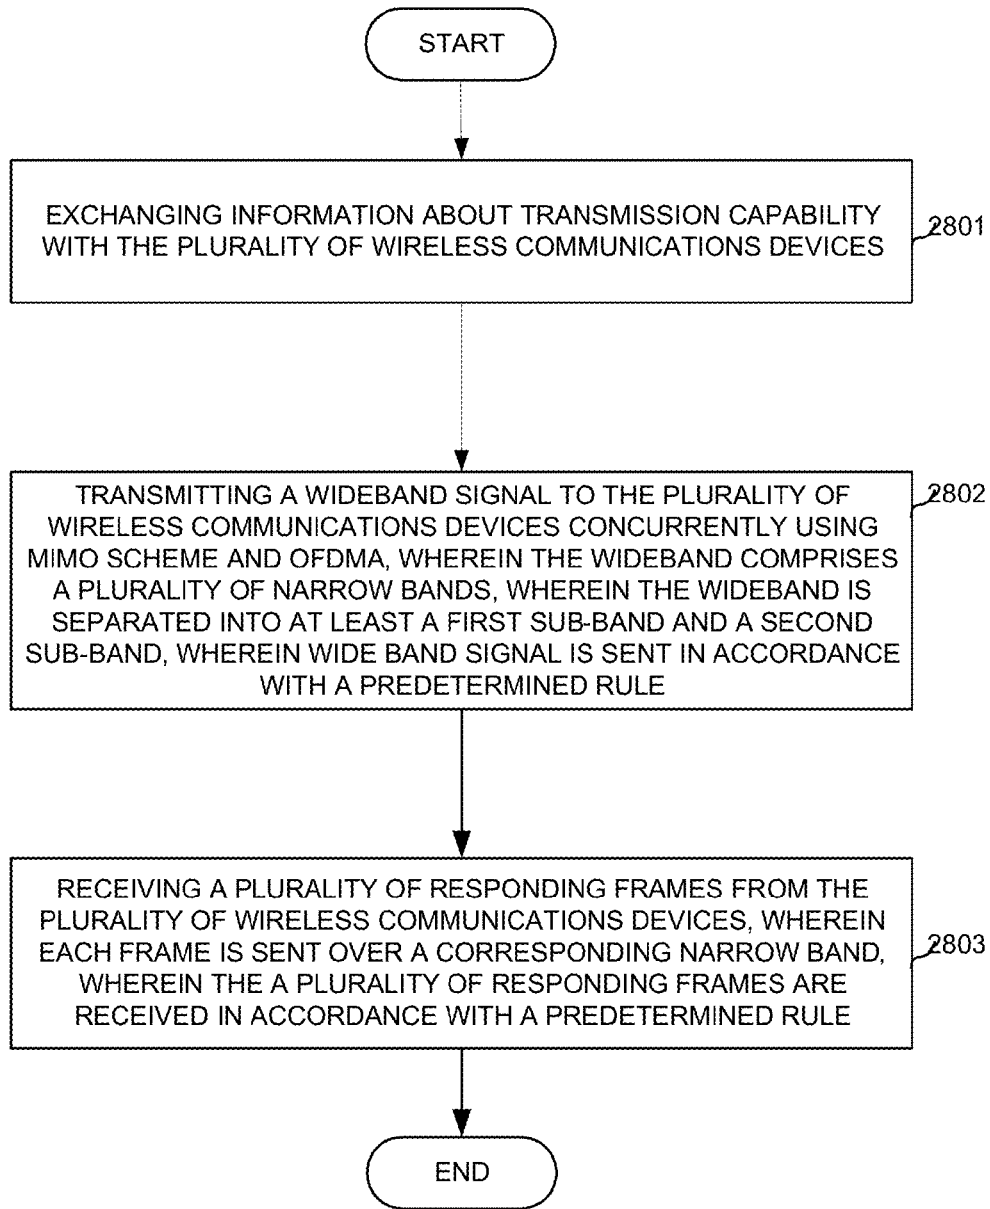 START
EXCHANGING INFORMATION ABOUT TRANSMISSION CAPABILITY
WITH THE PLURALITY OF WIRELESS COMMUNICATIONS DEVICES
2801
TRANSMITTING A WIDEBAND SIGNAL TO THE PLURALITY OF
WIRELESS COMMUNICATIONS DEVICES CONCURRENTLY USING
MIMO SCHEME AND OFDMA, WHEREIN THE WIDEBAND COMPRISES
A PLURALITY OF NARROW BANDS, WHEREIN THE WIDEBAND IS
SEPARATED INTO AT LEAST A FIRST SUB-BAND AND A SECOND
SUB-BAND, WHEREIN WIDE BAND SIGNAL IS SENT IN ACCORDANCE
WITH A PREDETERMINED RULE
2802
RECEIVING A PLURALITY OF RESPONDING FRAMES FROM THE
PLURALITY OF WIRELESS COMMUNICATIONS DEVICES, WHEREIN
EACH FRAME IS SENT OVER A CORRESPONDING NARROW BAND,
WHEREIN THE A PLURALITY OF RESPONDING FRAMES ARE
RECEIVED IN ACCORDANCE WITH A PREDETERMINED RULE
2803
END